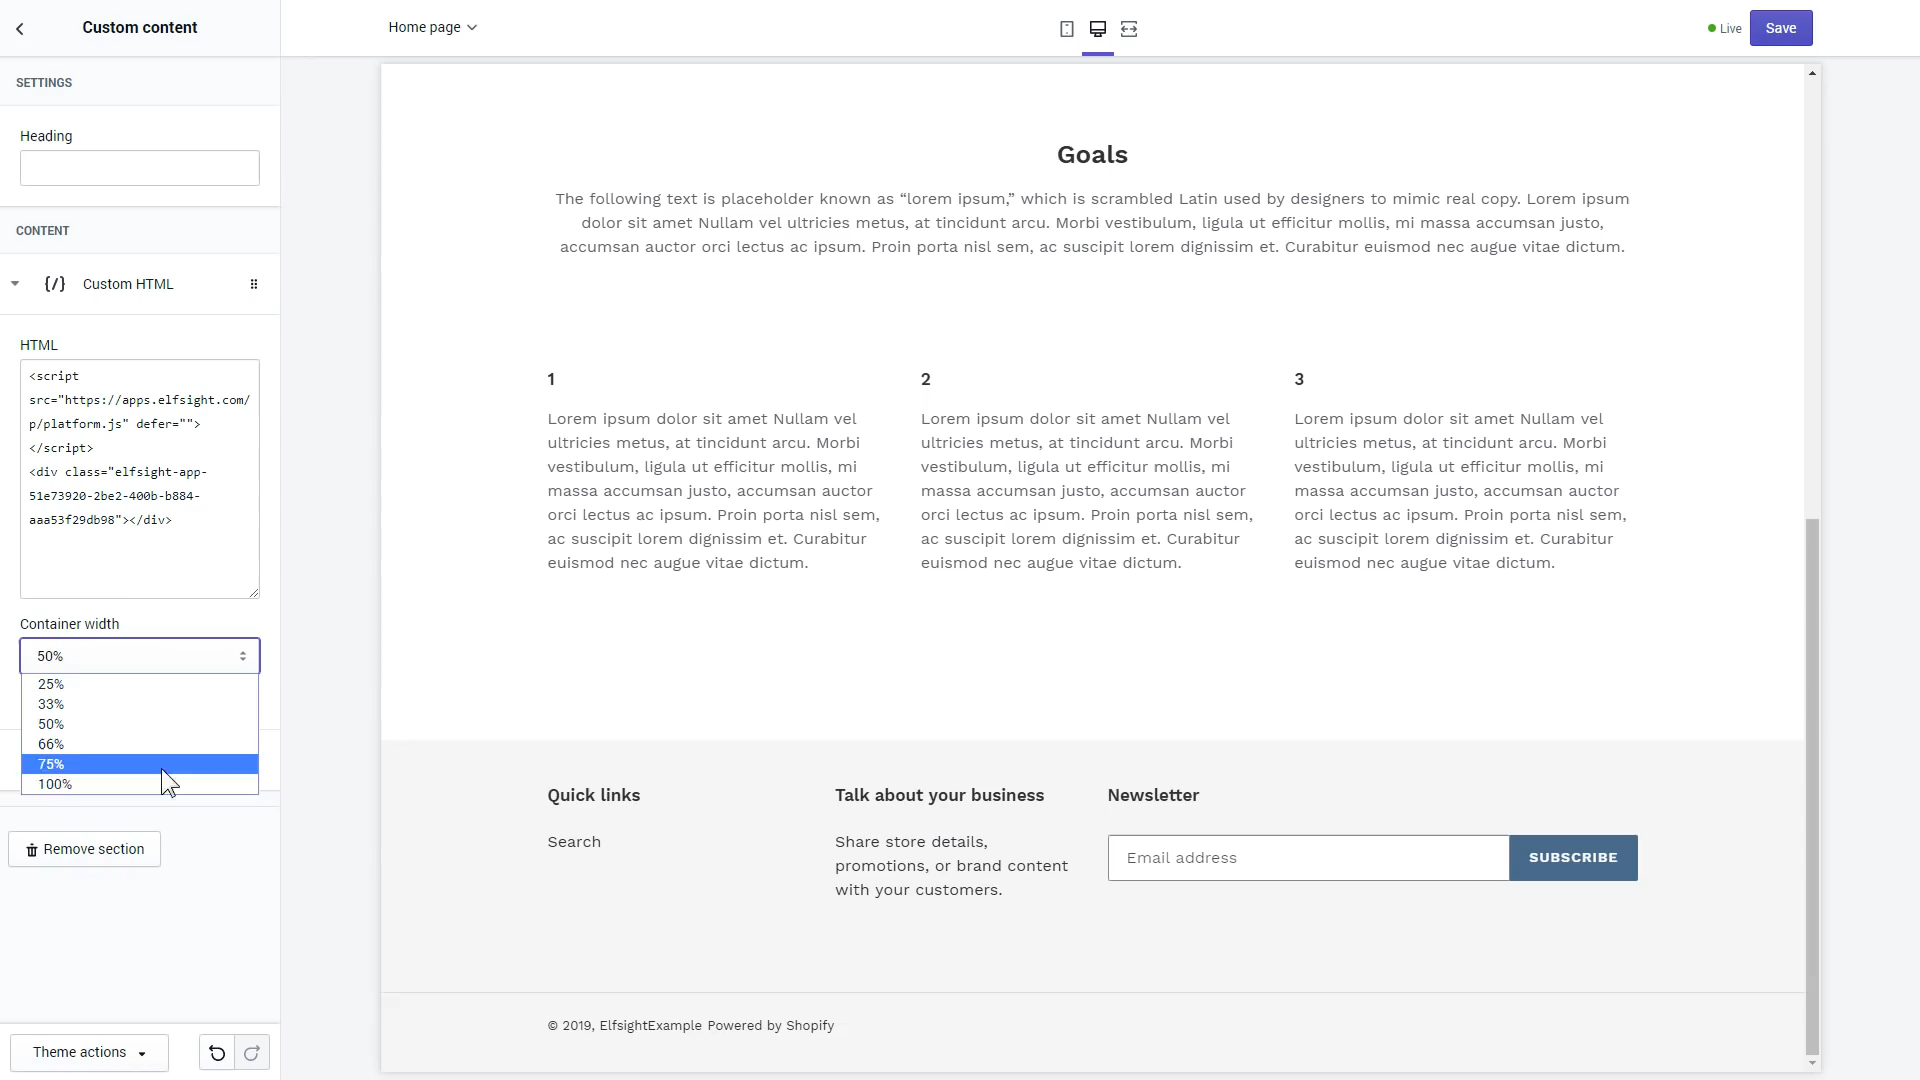 Custom content
Home page
Live
Save
SETTINGS
Heading
CONTENT
{/} Custom HTML
HTML
<script
src="https://apps.elfsight.com/
p/platform.js" defer="">
</script>
<div class="elfsight-app-
51e73920-2be2-400b-b884-
aaa53f29db98"></div>
Container width
50%
25%
33%
50%
66%
75%
100%
Remove section
Theme actions
Goals
The following text is placeholder known as “lorem ipsum,” which is scrambled Latin used by designers to mimic real copy. Lorem ipsum
dolor sit amet Nullam vel ultricies metus, at tincidunt arcu. Morbi vestibulum, ligula ut efficitur mollis, mi massa accumsan justo,
accumsan auctor orci lectus ac ipsum. Proin porta nisl sem, ac suscipit lorem dignissim et. Curabitur euismod nec augue vitae dictum.
1
Lorem ipsum dolor sit amet Nullam vel
ultricies metus, at tincidunt arcu. Morbi
vestibulum, ligula ut efficitur mollis, mi
massa accumsan justo, accumsan auctor
orci lectus ac ipsum. Proin porta nisl sem,
ac suscipit lorem dignissim et. Curabitur
euismod nec augue vitae dictum.
2
Lorem ipsum dolor sit amet Nullam vel
ultricies metus, at tincidunt arcu. Morbi
vestibulum, ligula ut efficitur mollis, mi
massa accumsan justo, accumsan auctor
orci lectus ac ipsum. Proin porta nisl sem,
ac suscipit lorem dignissim et. Curabitur
euismod nec augue vitae dictum.
3
Lorem ipsum dolor sit amet Nullam vel
ultricies metus, at tincidunt arcu. Morbi
vestibulum, ligula ut efficitur mollis, mi
massa accumsan justo, accumsan auctor
orci lectus ac ipsum. Proin porta nisl sem,
ac suscipit lorem dignissim et. Curabitur
euismod nec augue vitae dictum.
Quick links
Search
Talk about your business
Share store details,
promotions, or brand content
with your customers.
Newsletter
Email address
SUBSCRIBE
© 2019, ElfsightExample Powered by Shopify